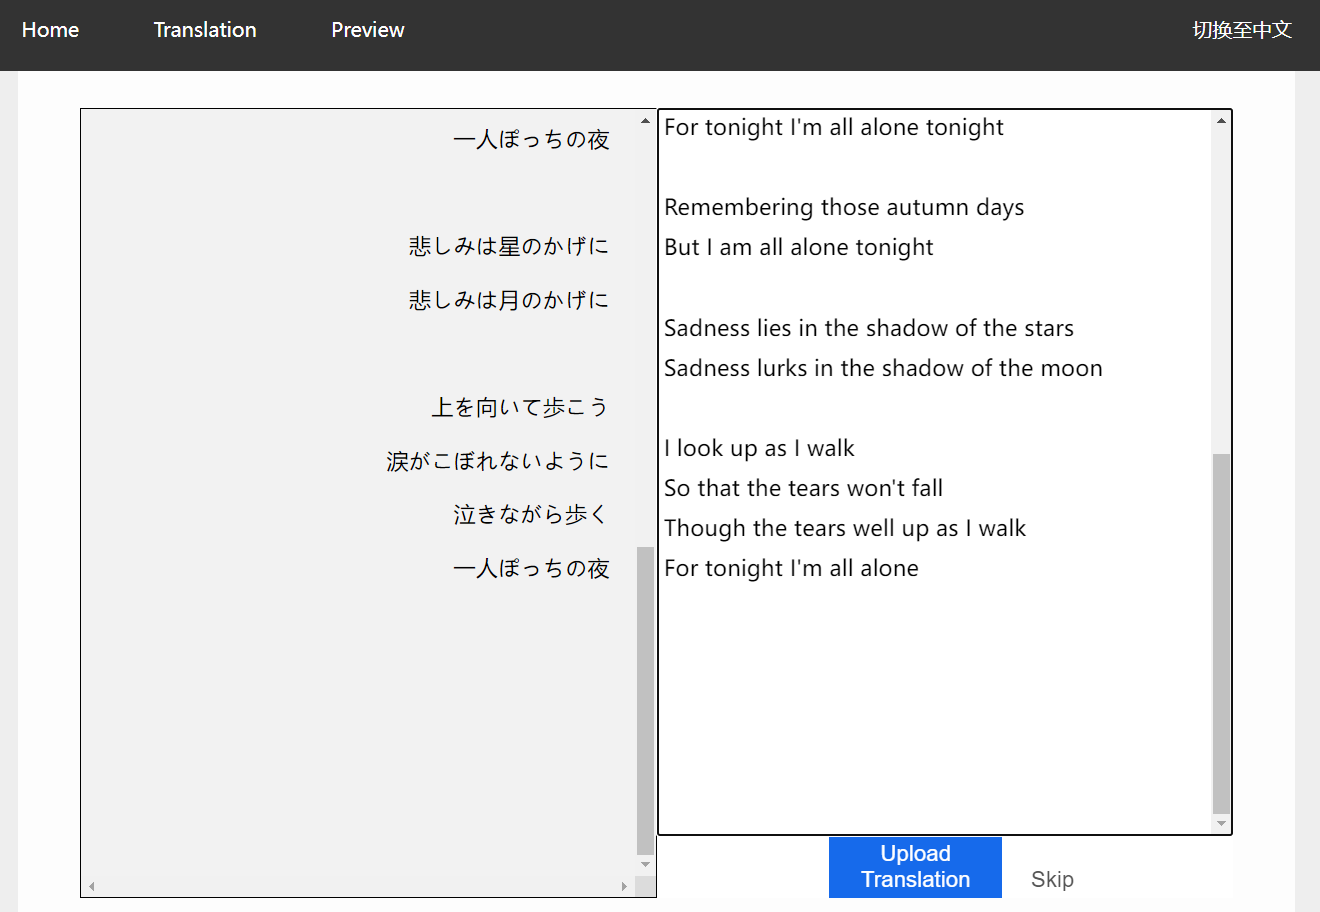 Home
Translation
Preview
切换至中文
一人ぽっちの夜
悲しみは星のかげに
悲しみは月のかげに
上を向いて歩こう
涙がこぼれないように
泣きながら歩く
一人ぽっちの夜
For tonight I'm all alone tonight
Remembering those autumn days
But I am all alone tonight
Sadness lies in the shadow of the stars
Sadness lurks in the shadow of the moon
I look up as I walk
So that the tears won't fall
Though the tears well up as I walk
For tonight I'm all alone
Upload
Translation
Skip